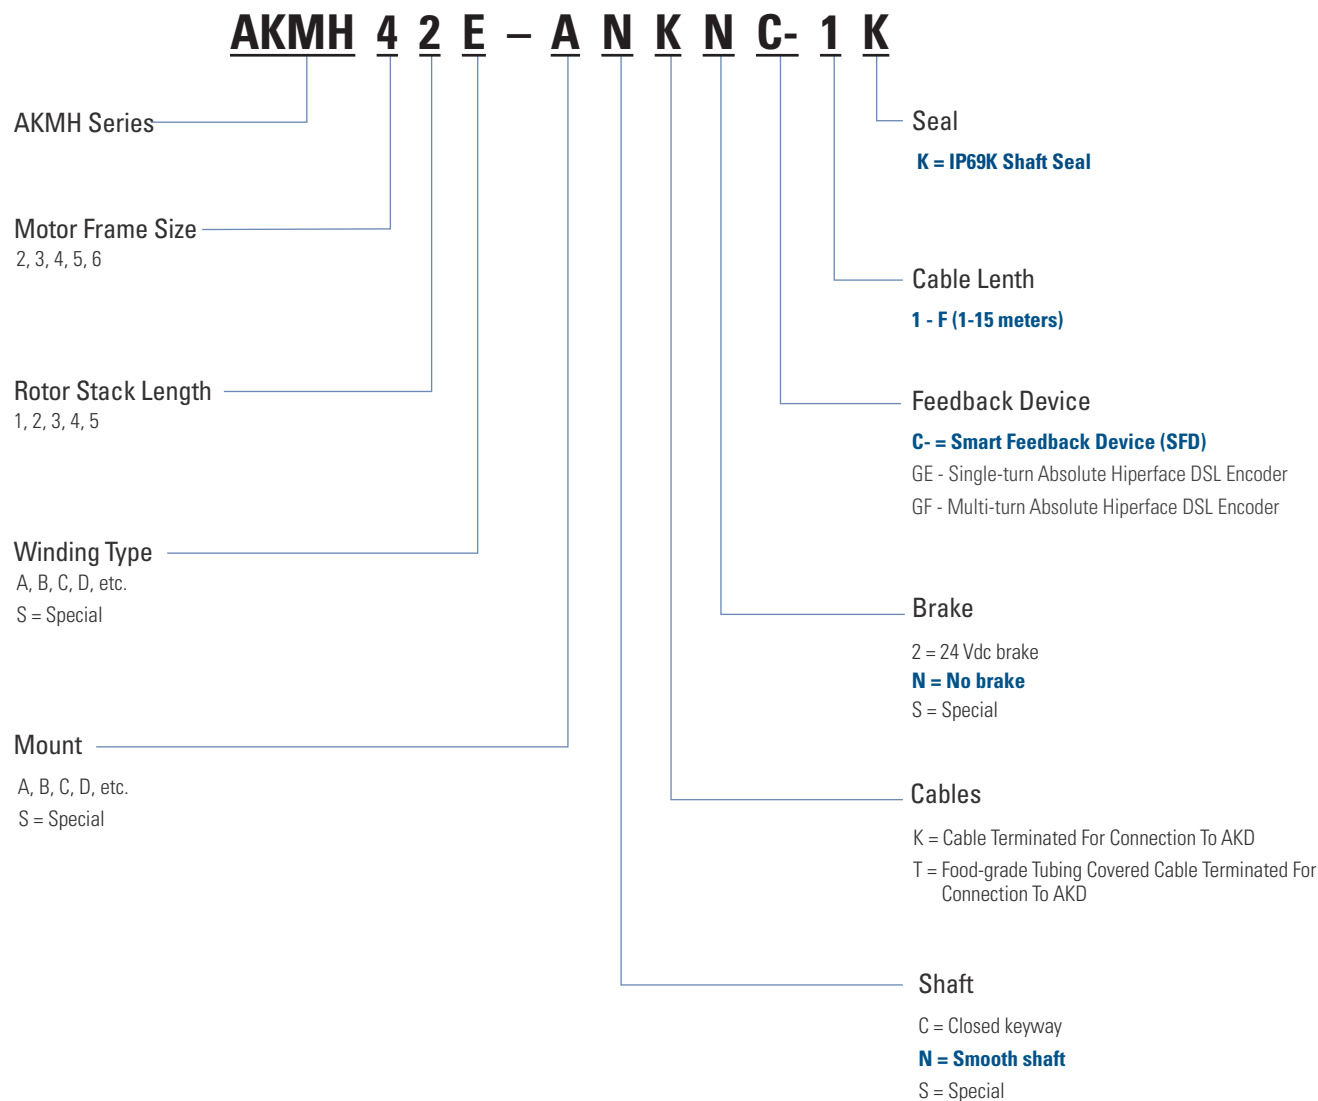 AKMH 4 2 E – A N K N C- 1 K
AKMH Series
Motor Frame Size
2, 3, 4, 5, 6
Rotor Stack Length
1, 2, 3, 4, 5
Winding Type
A, B, C, D, etc.
S = Special
Mount
A, B, C, D, etc.
S = Special
Seal
K = IP69K Shaft Seal
Cable Lenth
1 - F (1-15 meters)
Feedback Device
C- = Smart Feedback Device (SFD)
GE - Single-turn Absolute Hiperface DSL Encoder
GF - Multi-turn Absolute Hiperface DSL Encoder
Brake
2 = 24 Vdc brake
N = No brake
S = Special
Cables
K = Cable Terminated For Connection To AKD
T = Food-grade Tubing Covered Cable Terminated For
Connection To AKD
Shaft
C = Closed keyway
N = Smooth shaft
S = Special